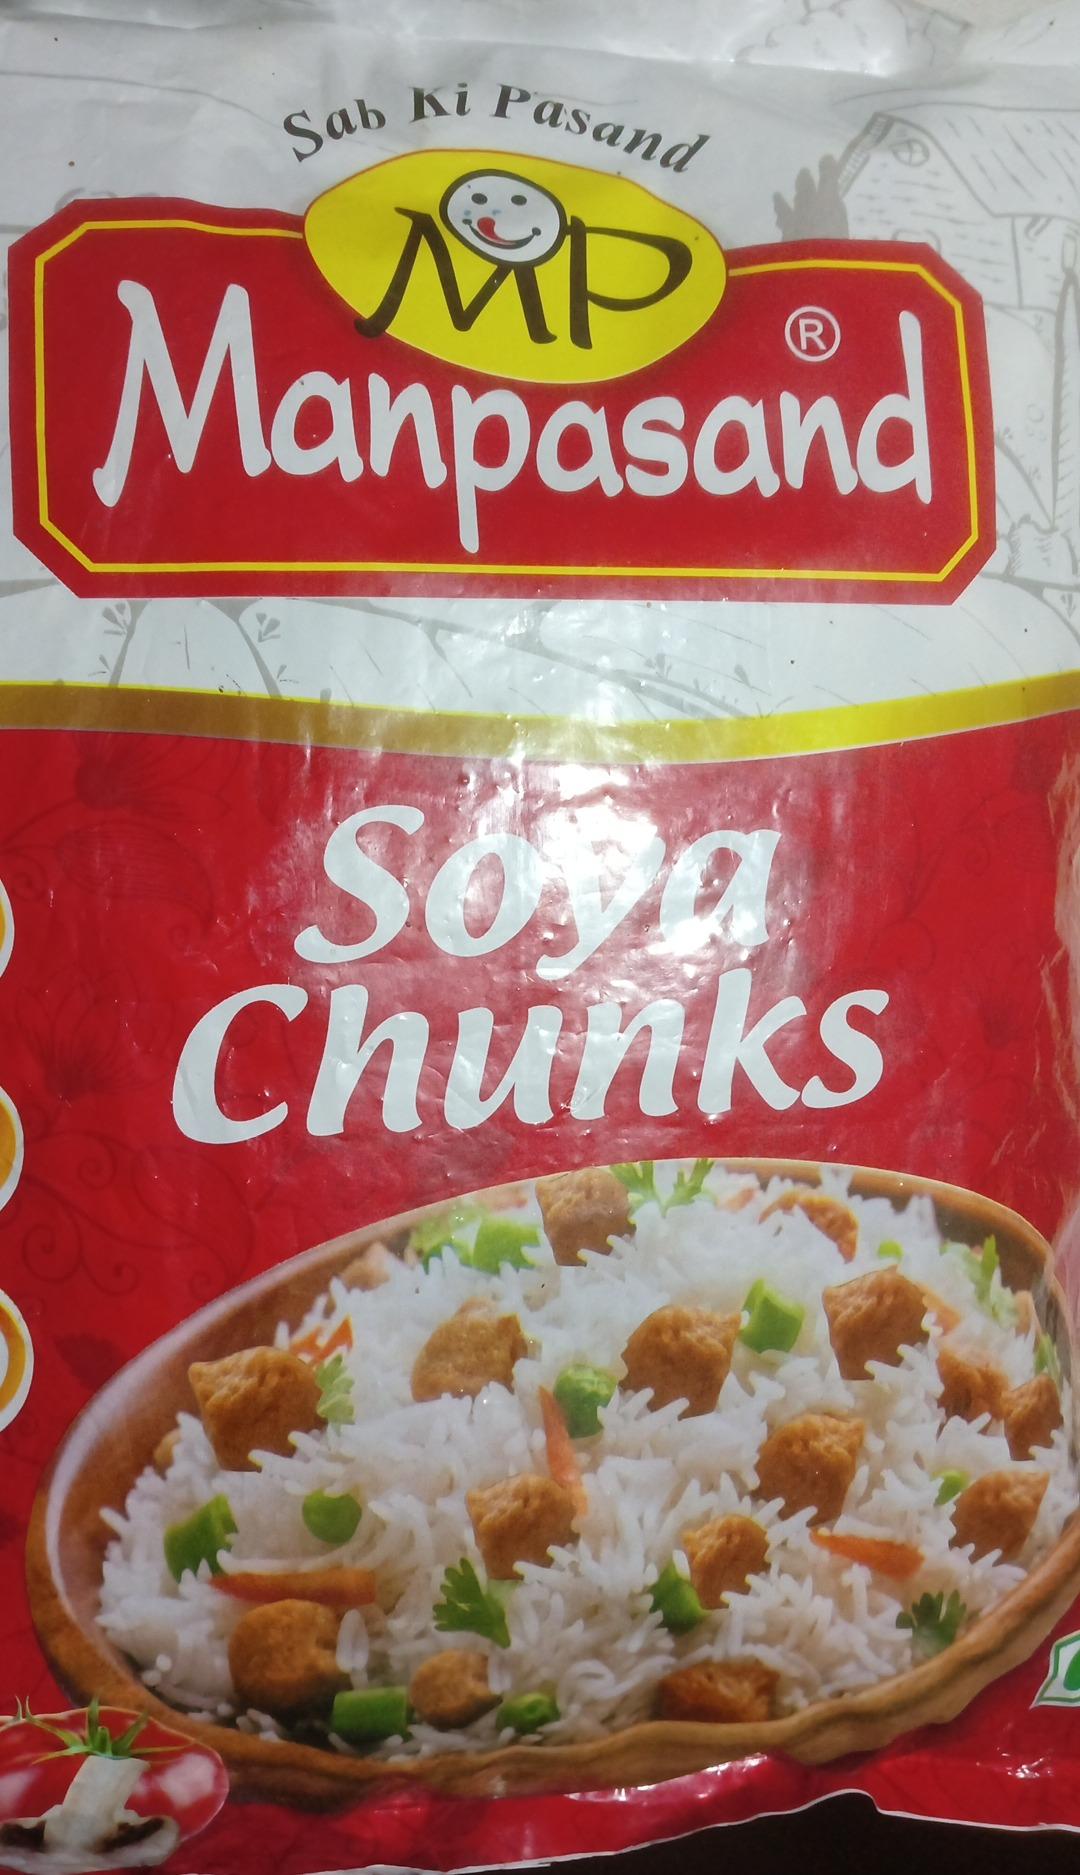 Sab Ki Pasand
MP
Manpasand ®
Soya
Chunks